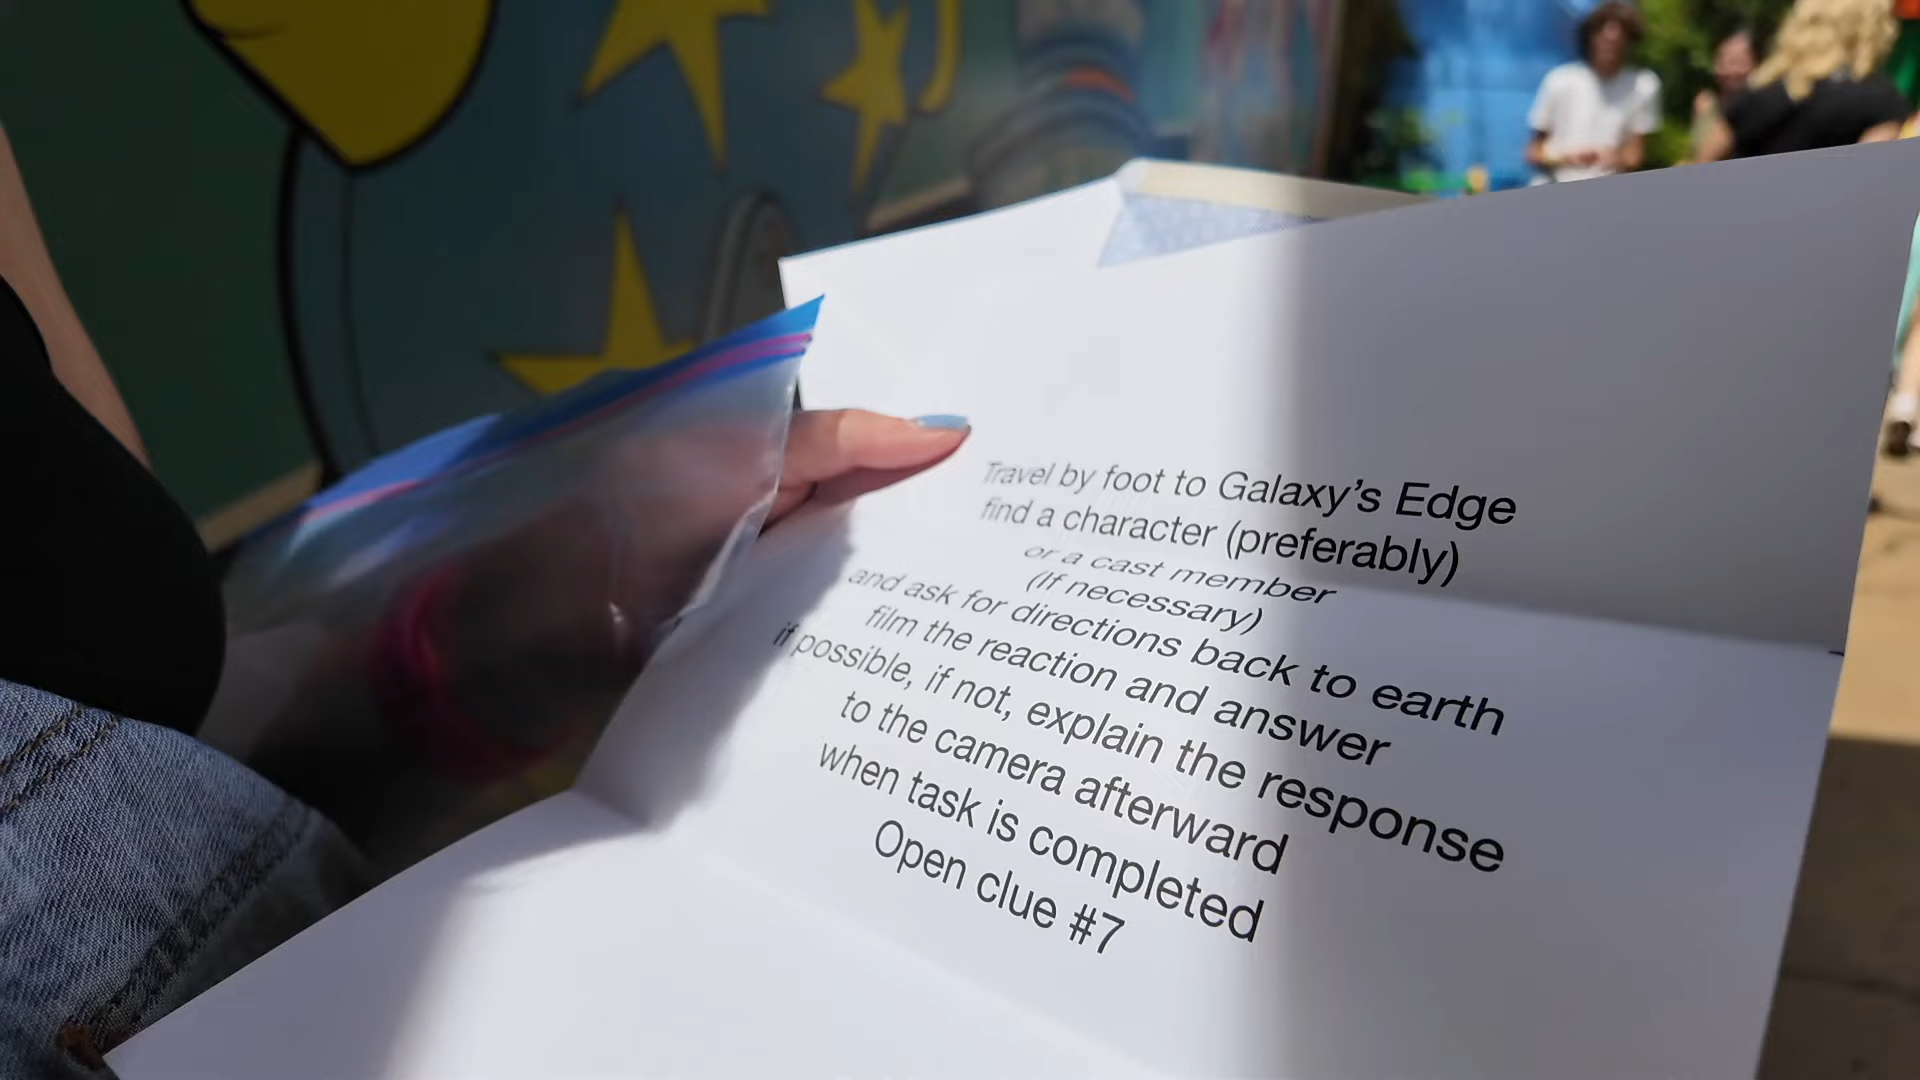 Travel by foot to Galaxy's Edge
find a character (preferably)
or a cast member
(If necessary)
and ask for directions back to earth
film the reaction and answer
if possible, if not, explain the response
to the camera afterward
when task is completed
Open clue #7